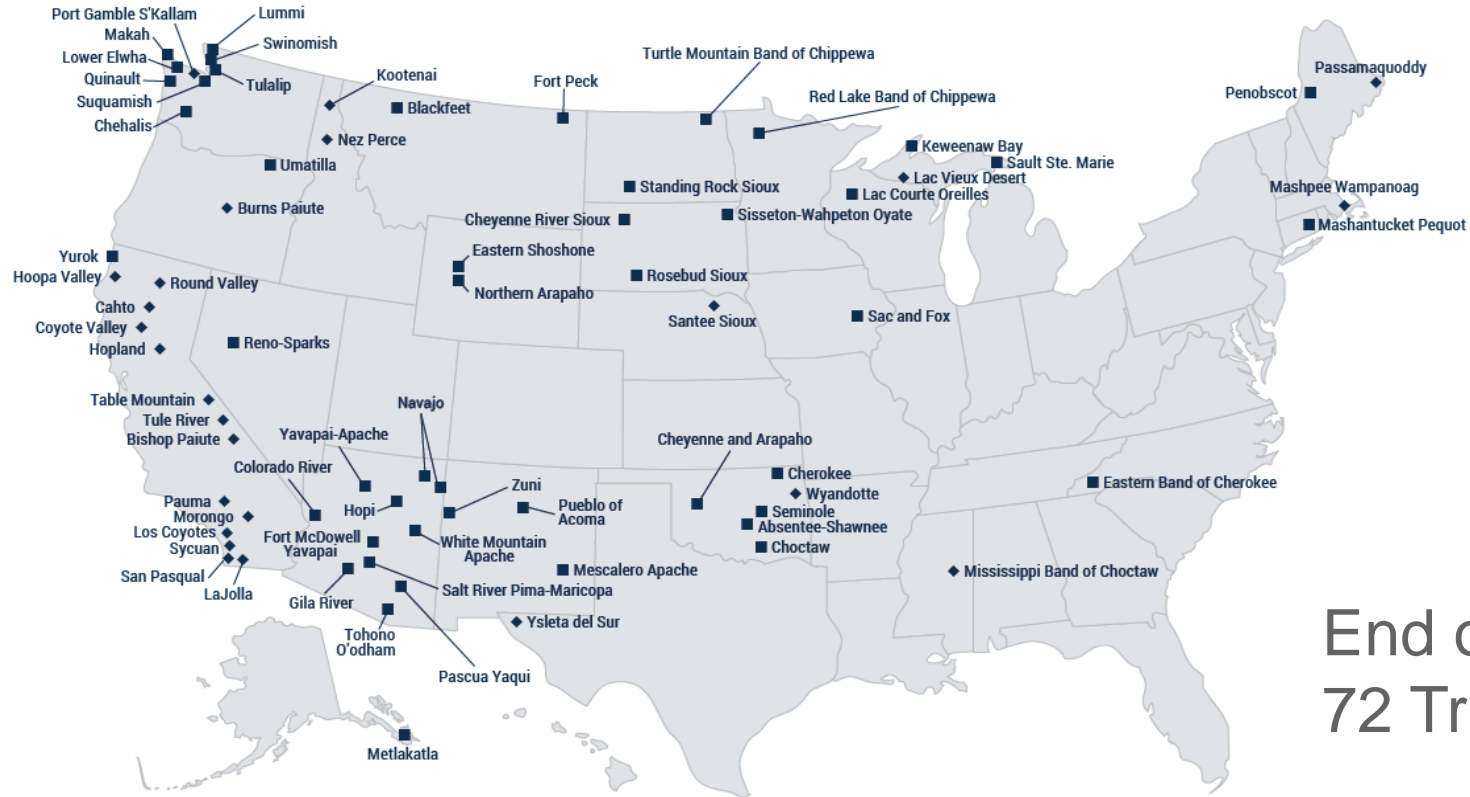 Port Gamble S'Kallam
Lummi
Makah
Swinomish
Lower Elwha
Quinault
Tulalip
Suquamish
Chehalis
Kootenai
Blackfeet
Nez Perce
Umatilla
Burns Paiute
Fort Peck
Turtle Mountain Band of Chippewa
Red Lake Band of Chippewa
Passamaquoddy
Penobscot
Keweenaw Bay
Sault Ste. Marie
Lac Vieux Desert
Lac Courte Oreilles
Mashpee Wampanoag
Mashantucket Pequot
Standing Rock Sioux
Cheyenne River Sioux
Sisseton-Wahpeton Oyate
Eastern Shoshone
Northern Arapaho
Rosebud Sioux
Santee Sioux
Sac and Fox
Yurok
Hoopa Valley
Round Valley
Cahto
Coyote Valley
Hopland
Reno-Sparks
Table Mountain
Tule River
Bishop Paiute
Navajo
Yavapai-Apache
Colorado River
Pauma
Morongo
Los Coyotes
Sycuan
San Pasqual
LaJolla
Hopi
Zuni
Pueblo of
Acoma
Fort McDowell
Yavapai
White Mountain
Apache
Mescalero Apache
Salt River Pima-Maricopa
Gila River
Tohono
O'odham
Pascua Yaqui
Ysleta del Sur
Cheyenne and Arapaho
Cherokee
Wyandotte
Seminole
Absentee-Shawnee
Choctaw
Eastern Band of Cherokee
Mississippi Band of Choctaw
Metlakatla
End
72